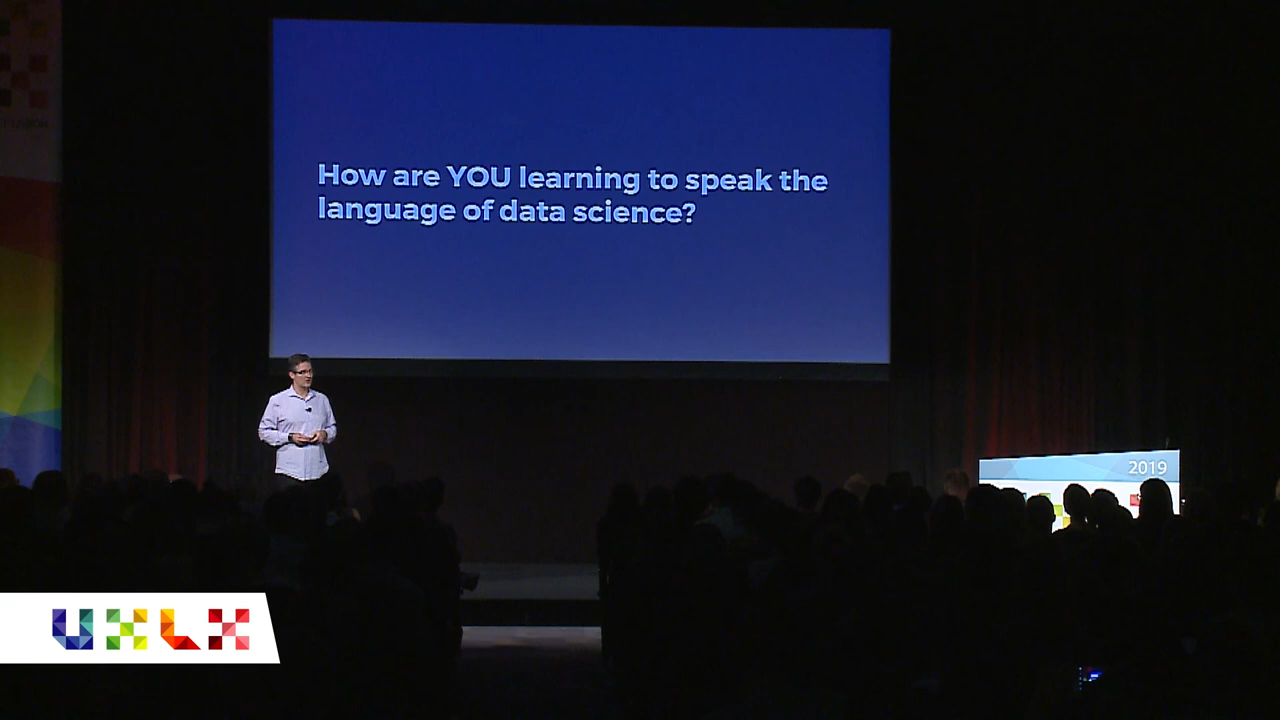 How are YOU learning to speak the
language of data science?
2019
UXLX